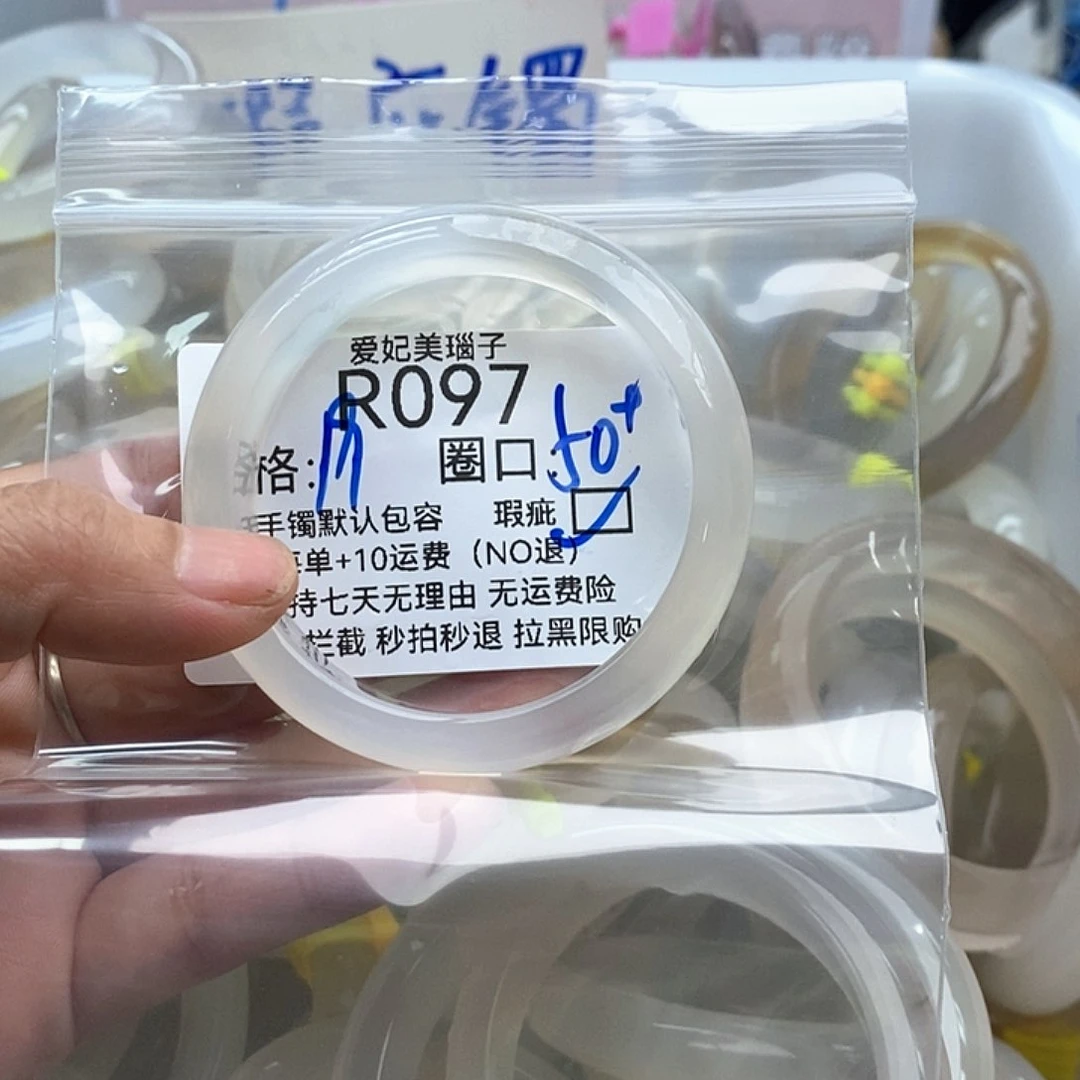 镯
爱妃美瑙子
R097
格: 圈口: 50+
手镯默认包容 瑕疵
单+10运费（NO退）
持七天无理由 无运费险
拦截 秒拍秒退 拉黑限购